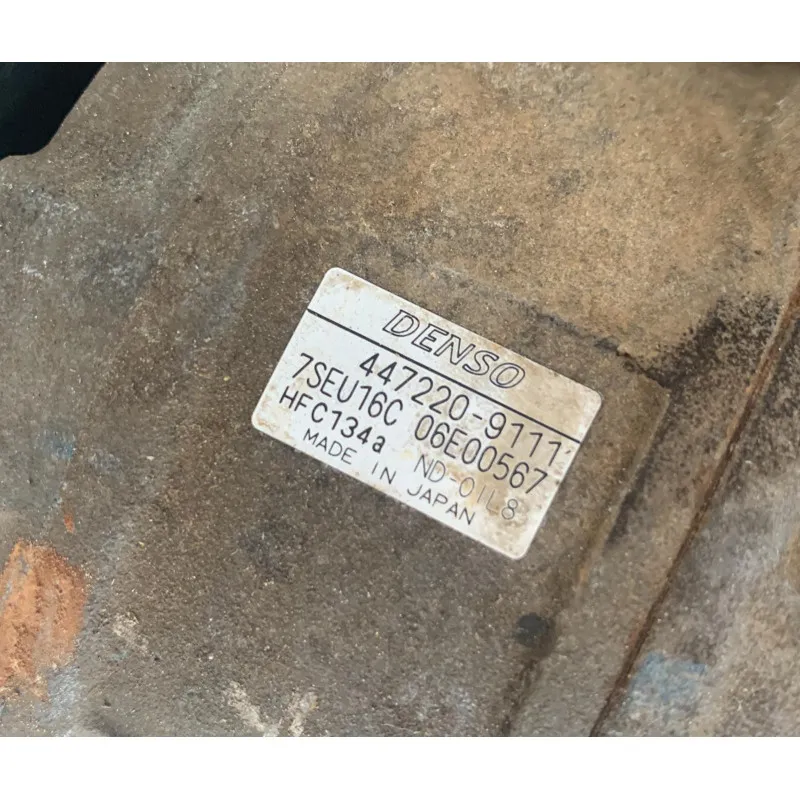 DENSO
447220-9111
7SEU16C 06E00567
HFC134a ND-OIL8
MADE IN JAPAN